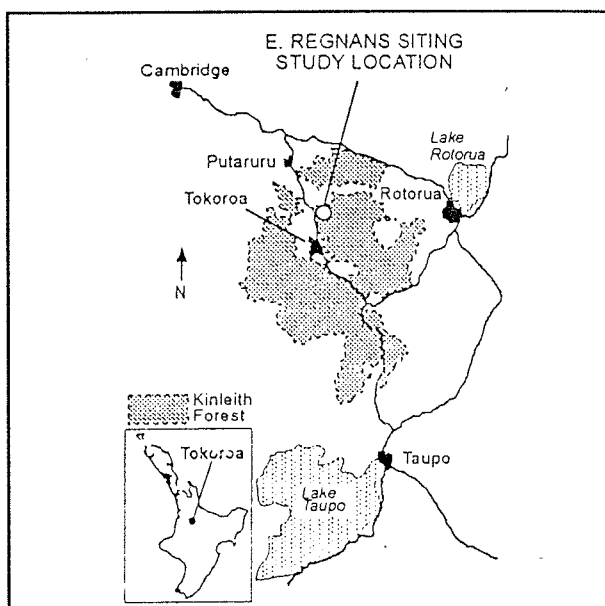 E. REGNANS SITING
STUDY LOCATION
Cambridge
Lake
Rotorua
Putaruru
Rotorua
Tokoroa
N
Kinleith
Forest
Tokoroa
Taupo
Lake
Taupo